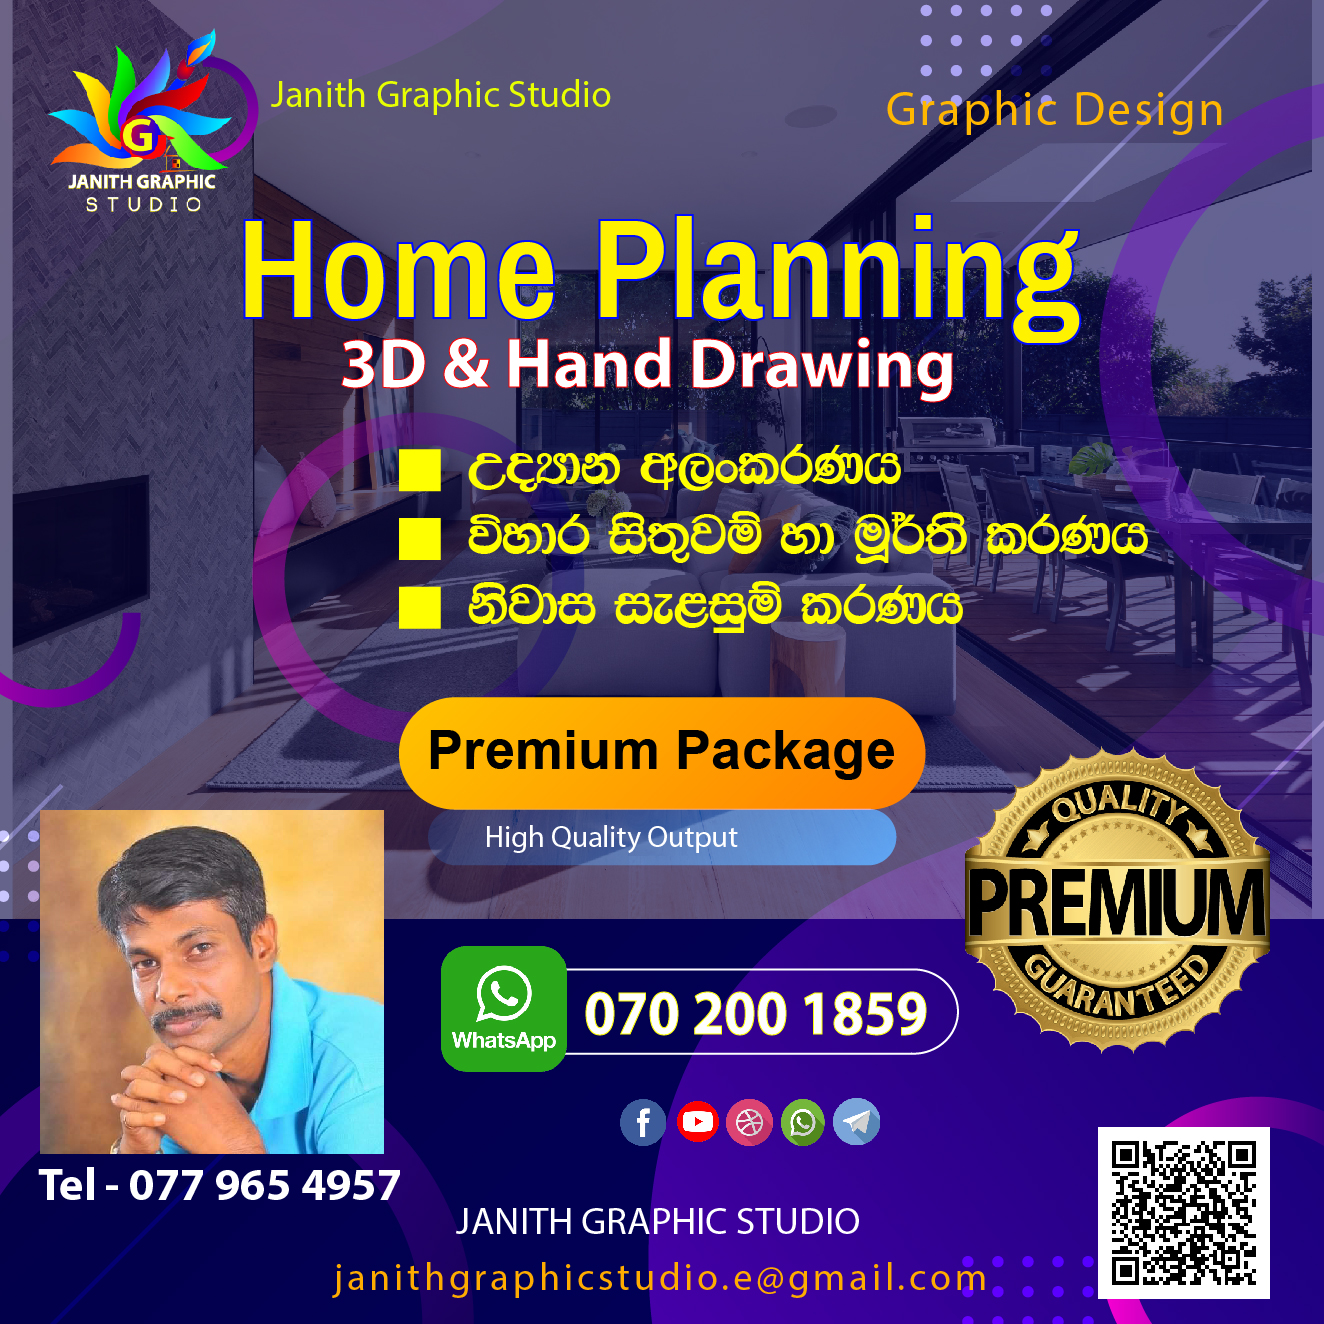 G
JANITH GRAPHIC
STUDIO
Janith Graphic Studio
Graphic Design
Home Planning
3D & Hand Drawing
උද්‍යාන අලංකරණය
විහාර සිතුවම් හා මූර්ති කරණය
නිවාස සැළසුම් කරණය
Premium Package
High Quality Output
QUALITY
PREMIUM
GUARANTEED
WhatsApp
070 200 1859
Tel - 077 965 4957
JANITH GRAPHIC STUDIO
janithgraphicstudio.e@gmail.com